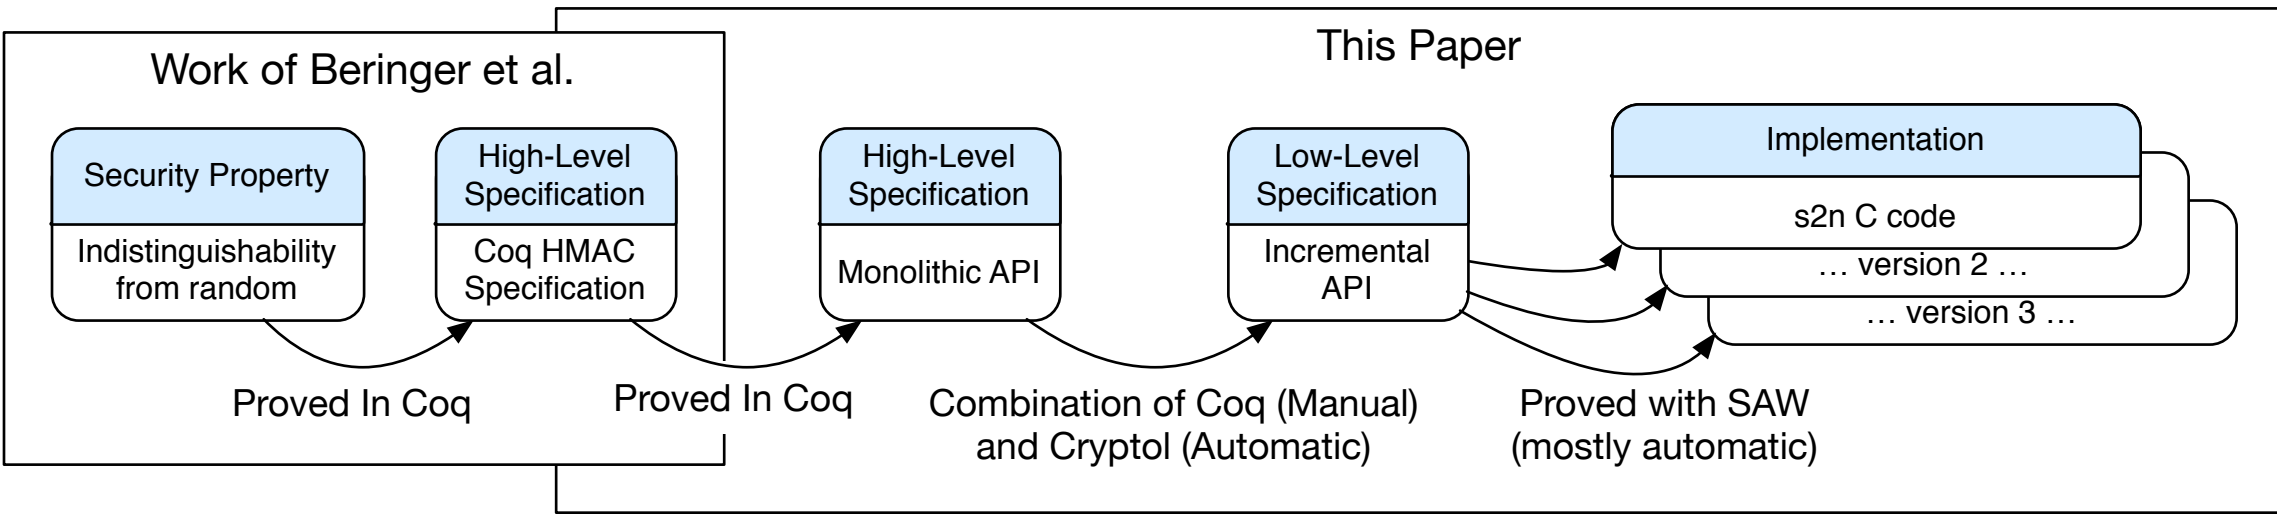 Work of Beringer et al.
This Paper
Security Property
Indistinguishability
from random
High-Level
Specification
Coq HMAC
Specification
High-Level
Specification
Monolithic API
Low-Level
Specification
Incremental
API
Implementation
s2n C code
... version 2 ...
... version 3 ...
Proved In Coq
Proved In Coq
Combination of Coq (Manual)
and Cryptol (Automatic)
Proved with SAW
(mostly automatic)